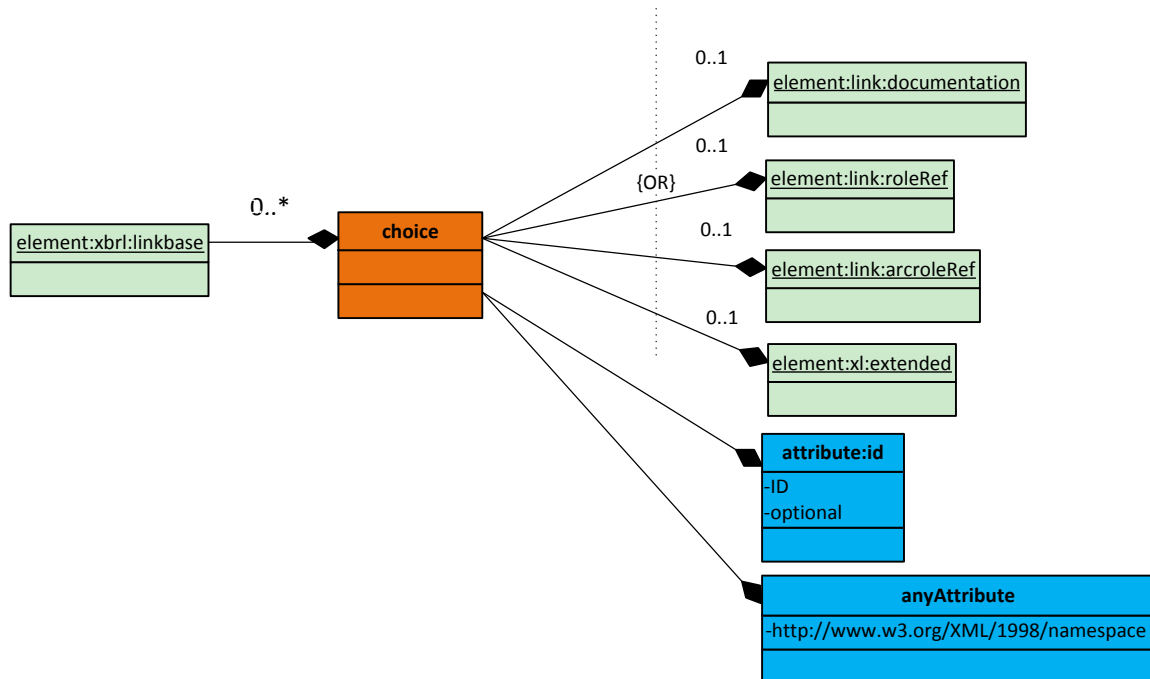 0..1
element:link:documentation
0..1
{OR}
element:link:roleRef
0..*
choice
element:xbrl:linkbase
0..1
element:link:arcroleRef
0..1
element:xl:extended
attribute:id
-ID
-optional
anyAttribute
-http://www.w3.org/XML/1998/namespace